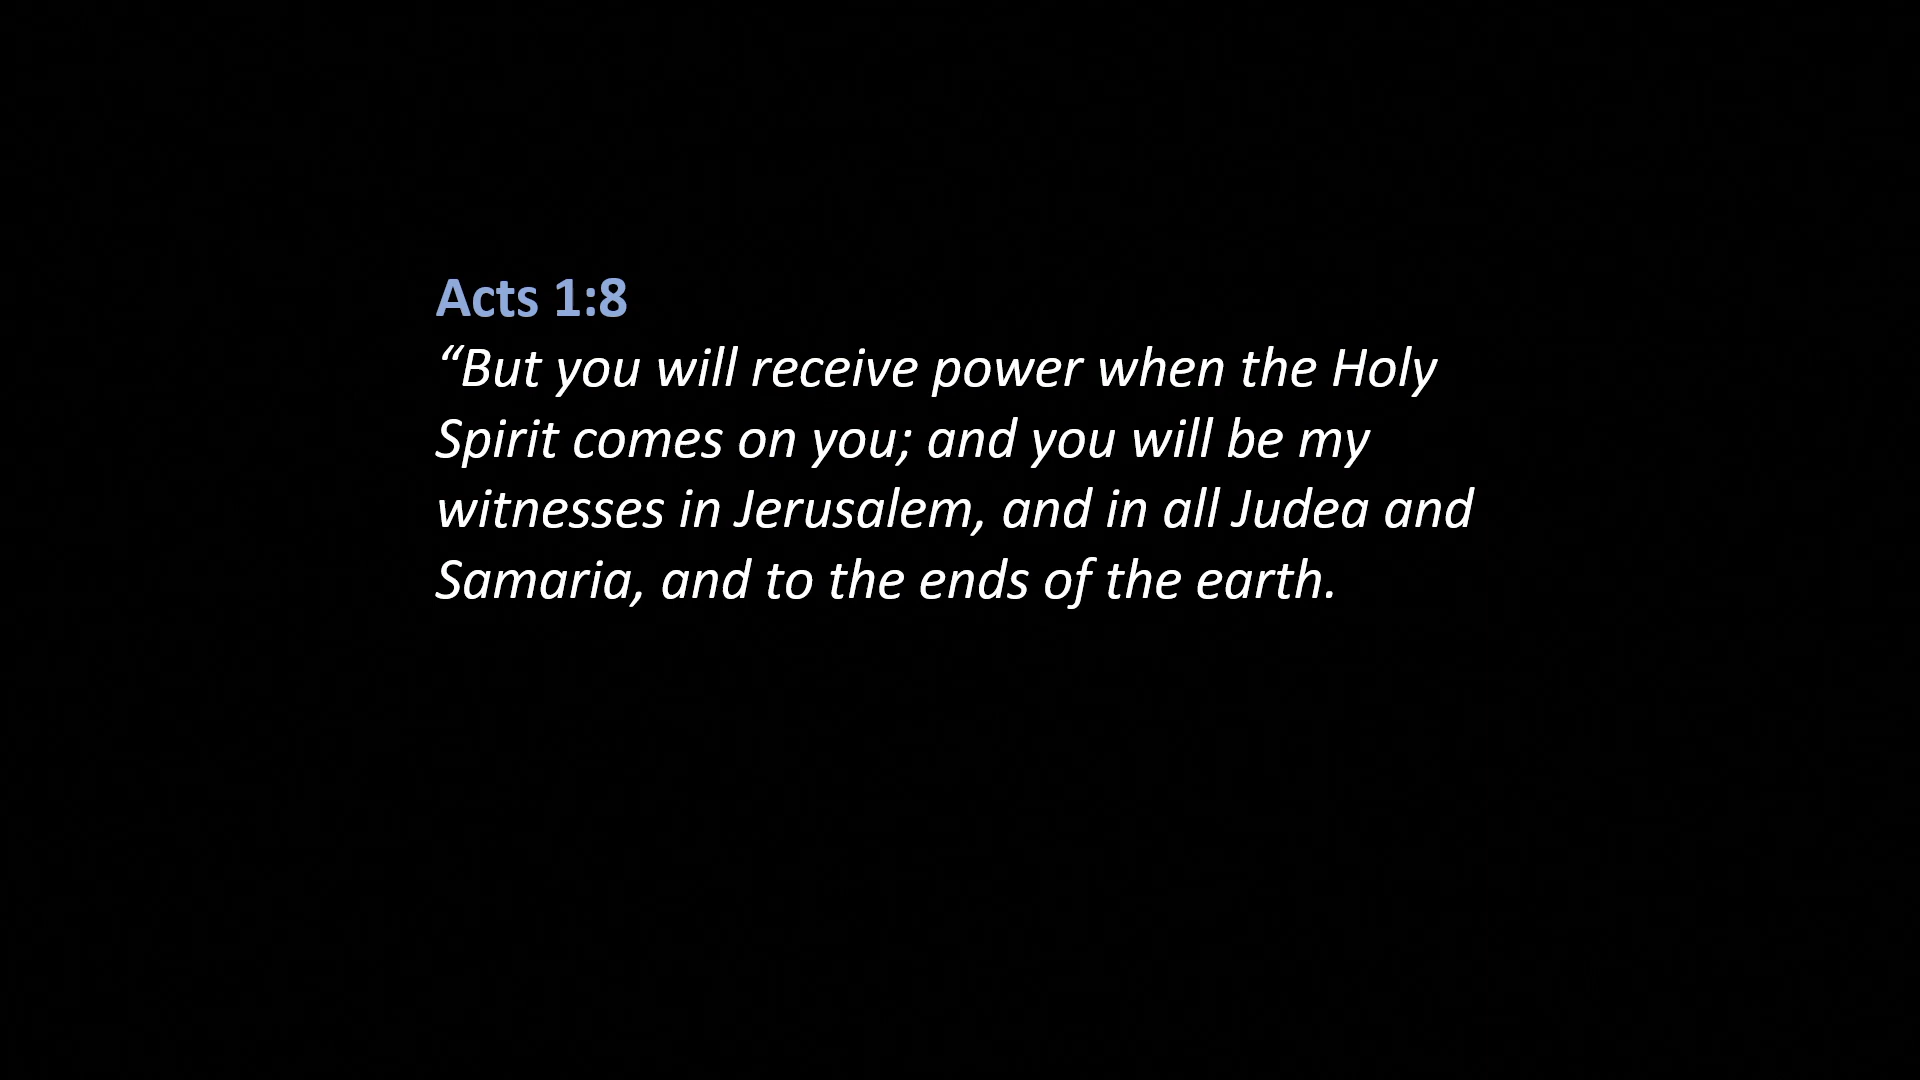 Acts 1:8
“But you will receive power when the Holy
Spirit comes on you; and you will be my
witnesses in Jerusalem, and in all Judea and
Samaria, and to the ends of the earth.